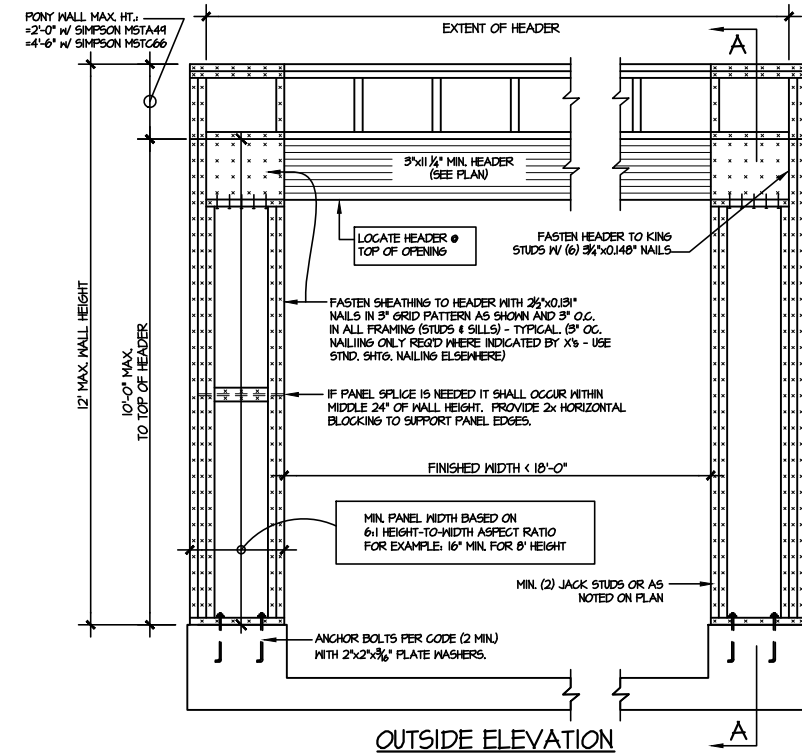 PONY WALL MAX. HT.:
=2'-0" W/ SIMPSON MSTA49
=4'-6" W/ SIMPSON MSTC66
EXTENT OF HEADER
A
3"x11 1/4" MIN. HEADER
(SEE PLAN)
LOCATE HEADER @
TOP OF OPENING
FASTEN HEADER TO KING
STUDS W/ (6) 3 1/4"x0.148" NAILS
FASTEN SHEATHING TO HEADER WITH 2 1/2"x0.131"
NAILS IN 3" GRID PATTERN AS SHOWN AND 3" O.C.
IN ALL FRAMING (STUDS & SILLS) - TYPICAL. (3" OC.
NAILIING ONLY REQ'D WHERE INDICATED BY X'S - USE
STND. SHTG. NAILING ELSEWHERE)
12' MAX. WALL HEIGHT
10'-0" MAX.
TO TOP OF HEADER
IF PANEL SPLICE IS NEEDED IT SHALL OCCUR WITHIN
MIDDLE 24" OF WALL HEIGHT. PROVIDE 2x HORIZONTAL
BLOCKING TO SUPPORT PANEL EDGES.
FINISHED WIDTH < 18'-0"
MIN. PANEL WIDTH BASED ON
6:1 HEIGHT-TO-WIDTH ASPECT RATIO
FOR EXAMPLE: 16" MIN. FOR 8' HEIGHT
MIN. (2) JACK STUDS OR AS
NOTED ON PLAN
ANCHOR BOLTS PER CODE (2 MIN.)
WITH 2"x2"x3/16" PLATE WASHERS.
A
OUTSIDE ELEVATION